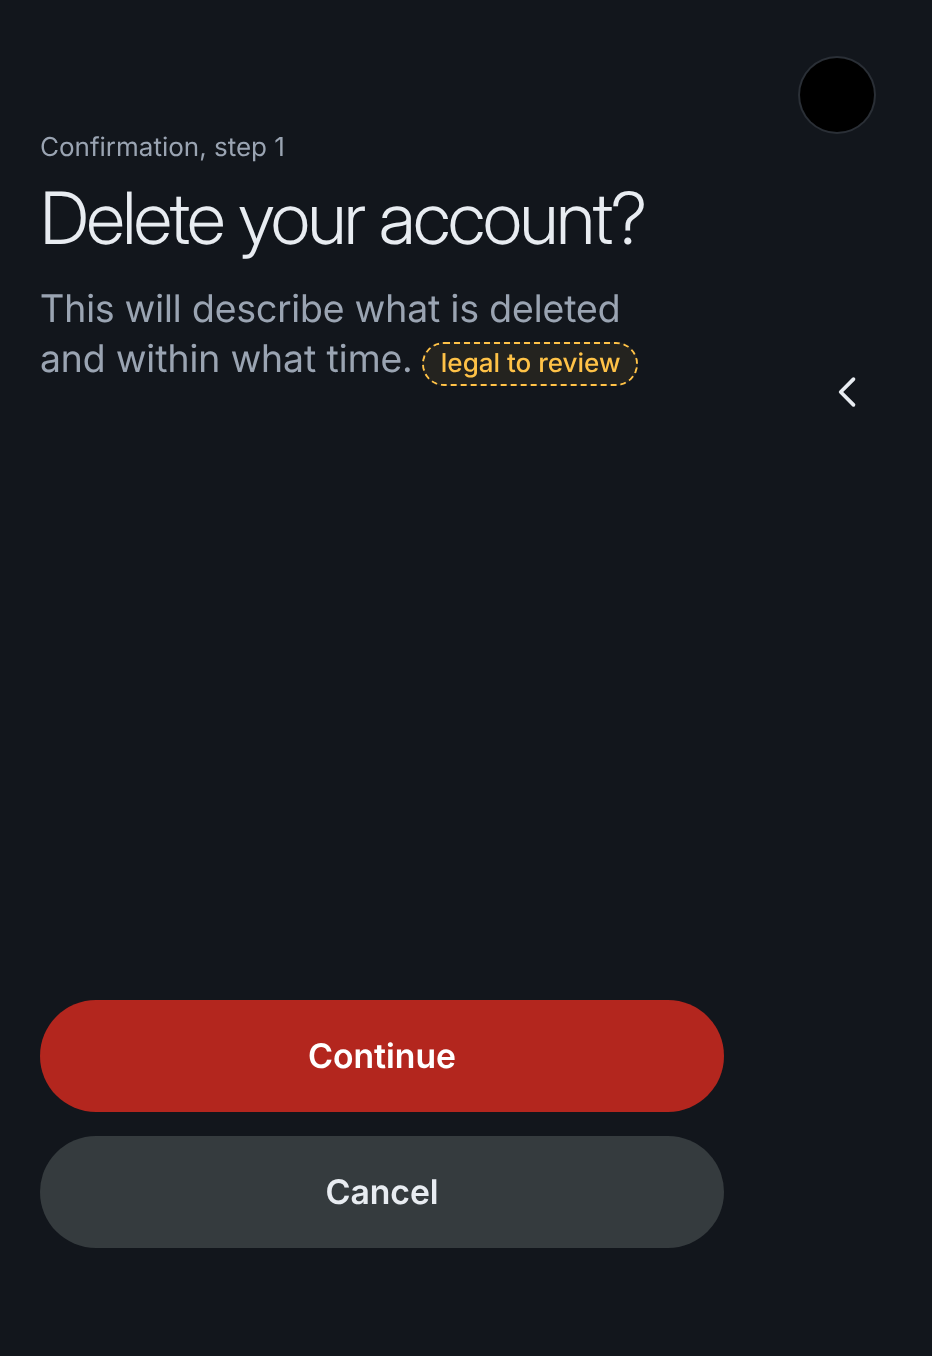 Confirmation, step 1
Delete your account?
This will describe what is deleted
and within what time. legal to review
Continue
Cancel